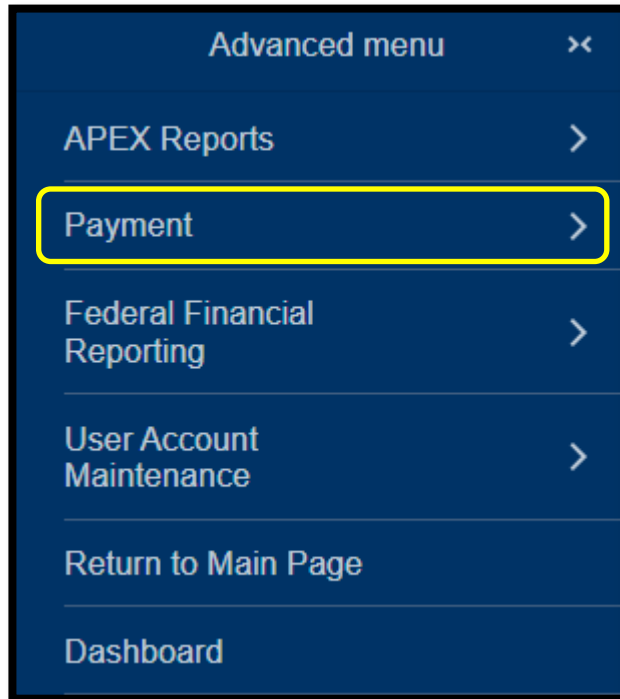 Advanced menu
APEX Reports
Payment
Federal Financial
Reporting
User Account
Maintenance
Return to Main Page
Dashboard